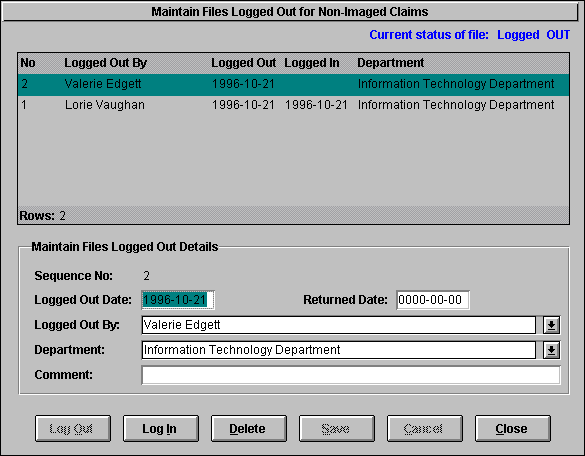 Maintain Files Logged Out for Non-Imaged Claims
Current status of file: Logged OUT
No Logged Out By Logged Out Logged In Department
2 Valerie Edgett 1996-10-21 Information Technology Department
1 Lorie Vaughan 1996-10-21 1996-10-21 Information Technology Department
Rows: 2
Maintain Files Logged Out Details
Sequence No: 2
Logged Out Date: 1996-10-21 Returned Date: 0000-00-00
Logged Out By: Valerie Edgett
Department: Information Technology Department
Comment:
Log Out Log In Delete Save Cancel Close